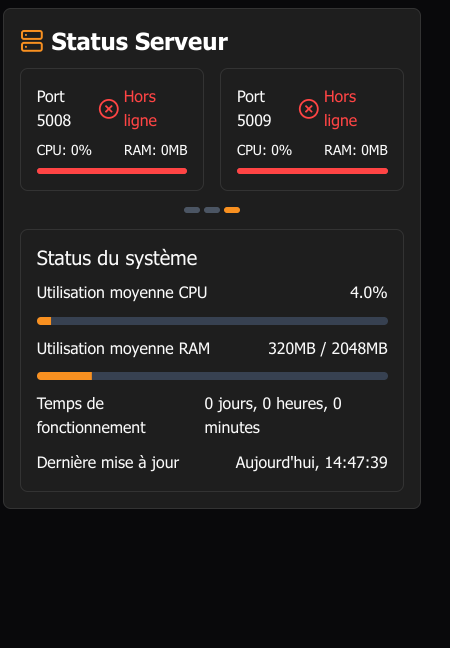 Status Serveur
Port
5008
Hors
ligne
CPU: 0%
RAM: 0MB
Port
5009
Hors
ligne
CPU: 0%
RAM: 0MB
Status du système
Utilisation moyenne CPU
4.0%
Utilisation moyenne RAM
320MB / 2048MB
Temps de
fonctionnement
0 jours, 0 heures, 0
minutes
Dernière mise à jour
Aujourd'hui, 14:47:39